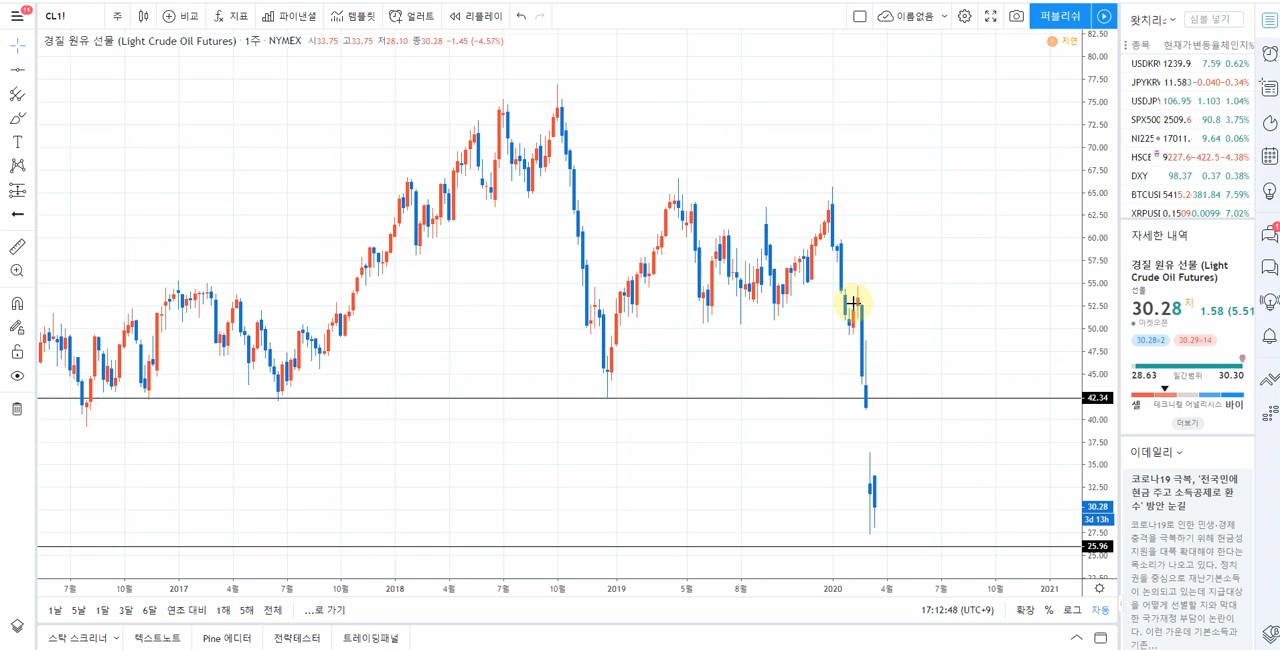 11
CL1!
주
비교
지표
파이낸셜
템플릿
얼러트
리플레이
이름없음
퍼블리쉬
경질 원유 선물 (Light Crude Oil Futures) · 1주 · NYMEX 시33.75 고33.75 저28.10 종30.28 −1.45 (−4.57%)
지연
82.50
80.00
77.50
75.00
72.50
70.00
67.50
65.00
62.50
60.00
57.50
55.00
52.50
50.00
47.50
45.00
42.34
40.00
37.50
35.00
32.50
30.28
3d 13h
27.50
25.96
25.00
22.50
7월 10월 2017 4월 7월 10월 2018 4월 7월 10월 2019 5월 8월 2020 4월 7월 10월 2021
1날 5날 1달 3달 6달 연초 대비 1해 5해 전체 ...로 가기
17:12:48 (UTC+9) 확장 % 로그 자동
스탁 스크리너 텍스트노트 Pine 에디터 전략테스터 트레이딩패널
왓치리스 심볼 넣기
종목 현재가 변동율 체인지%
USDKRW 1239.9 7.59 0.62%
JPYKRW 11.583 -0.040 -0.34%
USDJPY 106.95 1.103 1.04%
SPX500 2509.6 90.8 3.75%
NI225 17011. 9.64 0.06%
HSCE 9227.6 -422.5 -4.38%
DXY 98.37 0.37 0.38%
BTCUSD 5415.2 381.84 7.59%
XRPUSD 0.1509 0.0099 7.02%
자세한 내역
경질 원유 선물 (Light
Crude Oil Futures)
선물
30.28 지 1.58 (5.51
마켓오픈
30.28×2 30.29×14
28.63 일간범위 30.30
셀 테크니컬 어널리시스 바이
더보기
이데일리
코로나19 극복, '전국민에
현금 주고 소득공제로 환
수' 방안 눈길
코로나19로 인한 민생·경제
충격을 극복하기 위해 현금성
지원을 대폭 확대해야 한다는
목소리가 나오고 있다. 정치
권을 중심으로 재난기본소득
이 논의되고 있는데 지급대상
을 어떻게 선별할 지와 막대
한 국가재정 부담이 논란이
다. 이런 가운데 기본소득과
기존...